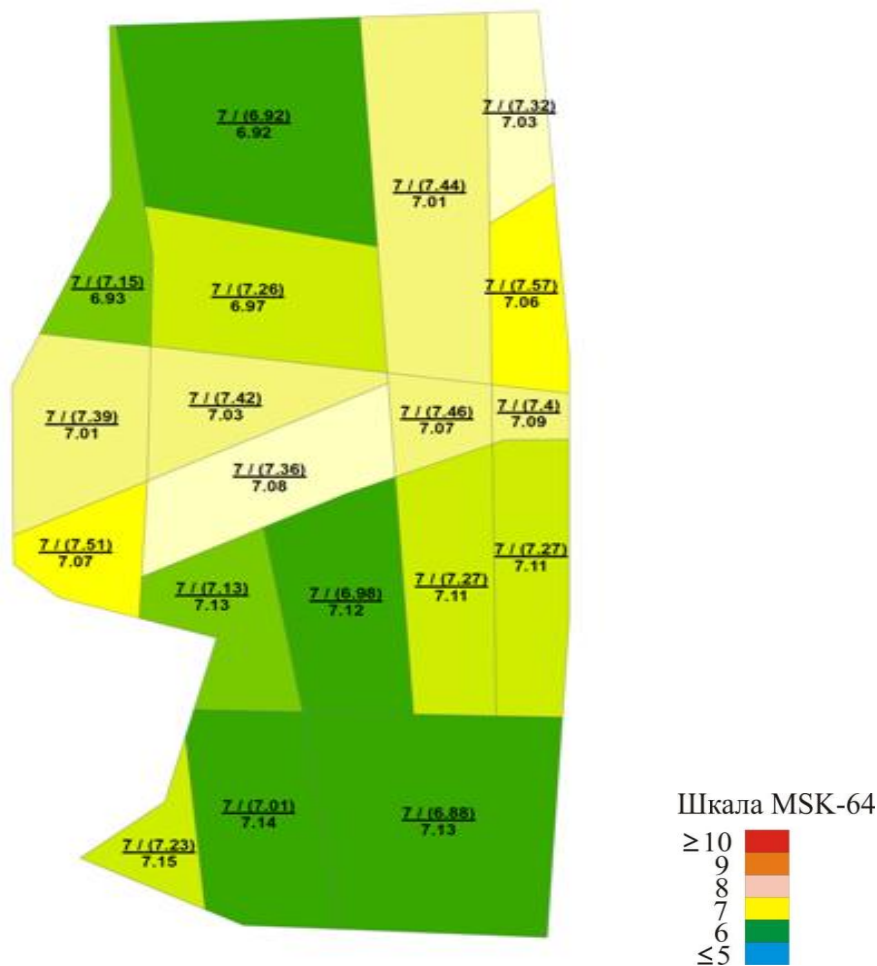 7 / (7.32)
7.03
7 / (6.92)
6.92
7 / (7.44)
7.01
7 / (7.15)
6.93
7 / (7.26)
6.97
7 / (7.57)
7.06
7 / (7.39)
7.01
7 / (7.42)
7.03
7 / (7.46)
7.07
7 / (7.4)
7.09
7 / (7.36)
7.08
7 / (7.51)
7.07
7 / (7.13)
7.13
7 / (6.98)
7.12
7 / (7.27)
7.11
7 / (7.27)
7.11
7 / (7.01)
7.14
7 / (6.88)
7.13
7 / (7.23)
7.15
Шкала MSK-64
≥10
9
8
7
6
≤5